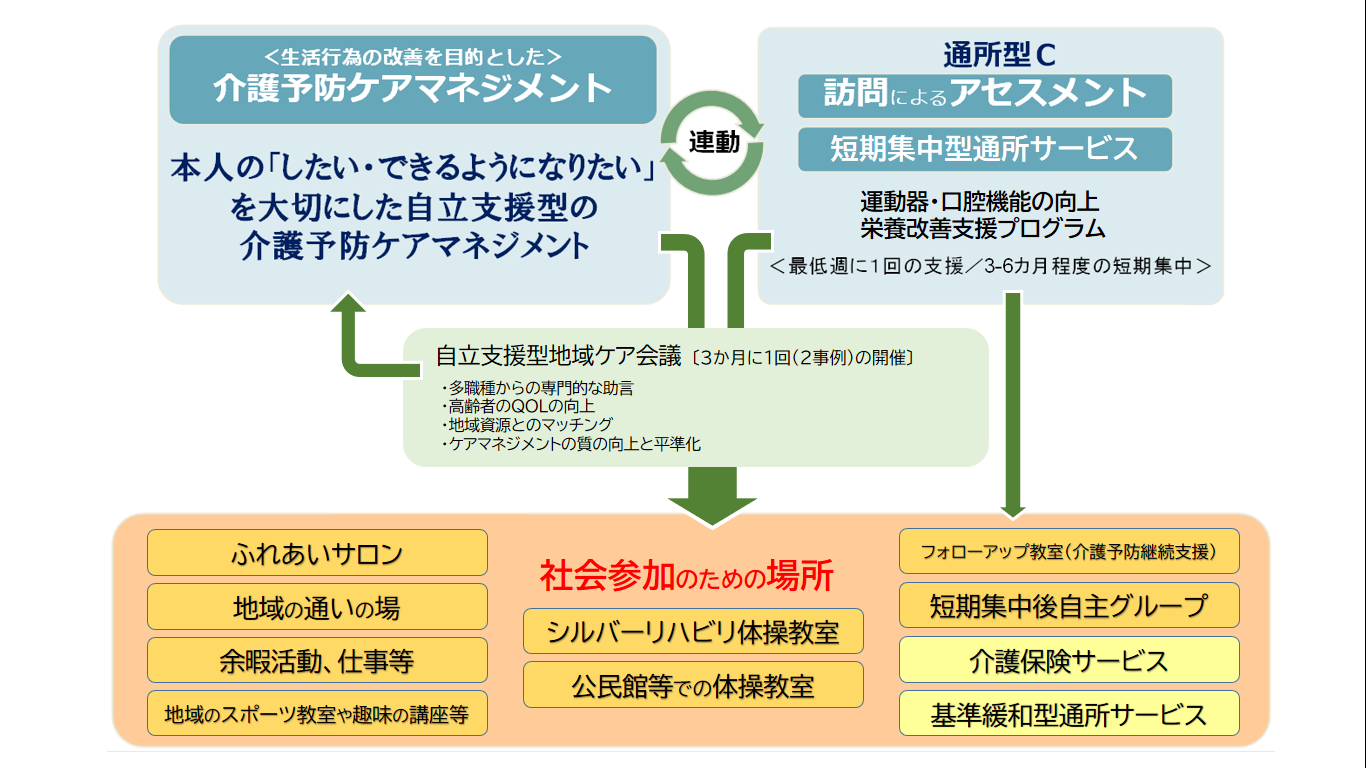 ＜生活行為の改善を目的とした＞
介護予防ケアマネジメント
本人の「したい・できるようになりたい」
を大切にした自立支援型の
介護予防ケアマネジメント
連動
通所型C
訪問によるアセスメント
短期集中型通所サービス
運動器・口腔機能の向上
栄養改善支援プログラム
＜最低週に1回の支援／3-6カ月程度の短期集中＞
自立支援型地域ケア会議〔3か月に1回（2事例）の開催〕
・多職種からの専門的な助言
・高齢者のQOLの向上
・地域資源とのマッチング
・ケアマネジメントの質の向上と平準化
ふれあいサロン
地域の通いの場
余暇活動、仕事等
地域のスポーツ教室や趣味の講座等
社会参加のための場所
シルバーリハビリ体操教室
公民館等での体操教室
フォローアップ教室（介護予防継続支援）
短期集中後自主グループ
介護保険サービス
基準緩和型通所サービス